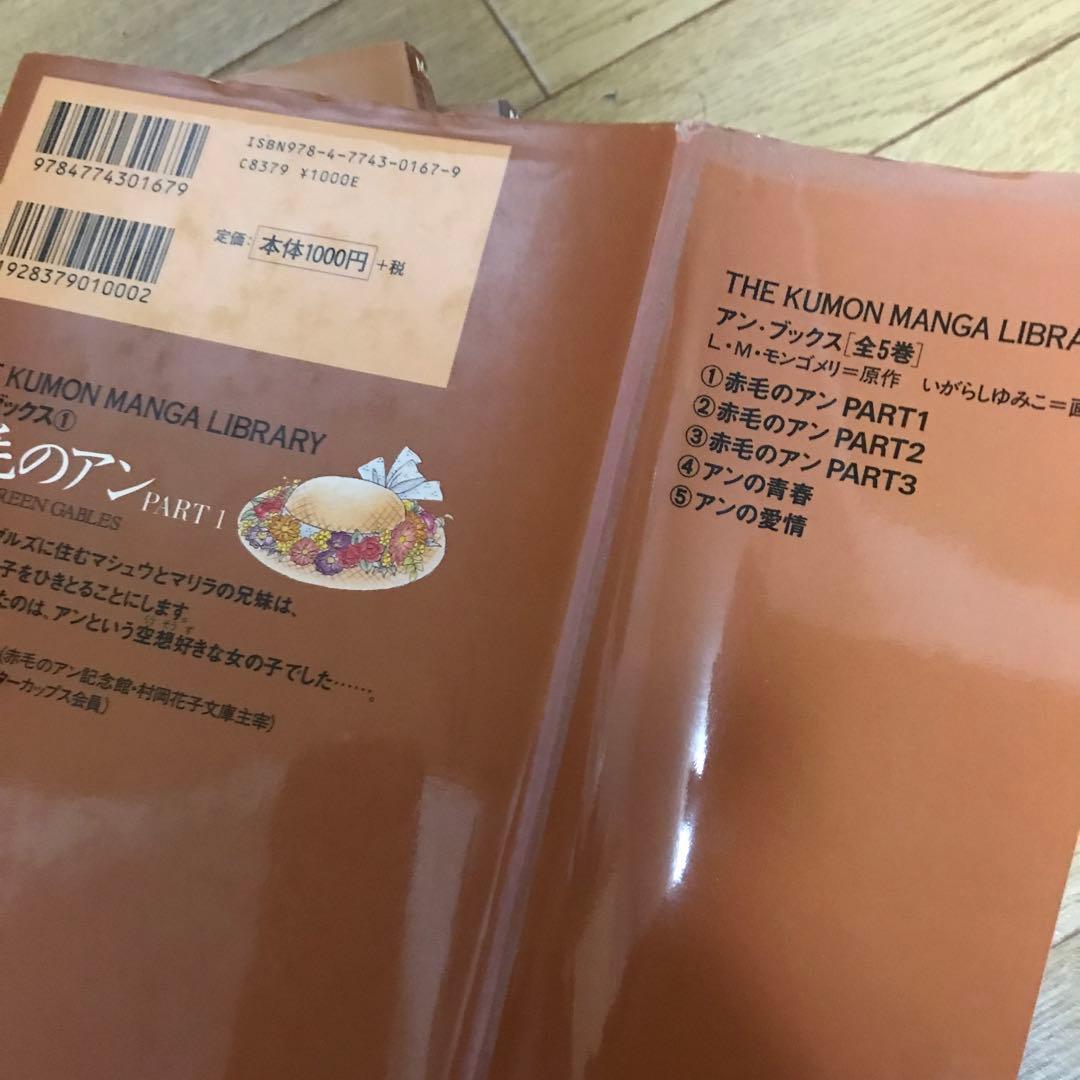 9784774301679
ISBN978-4-7743-0167-9
C8379 ¥1000E
1928379010002
定価: 本体1000円 +税
KUMON MANGA LIBRARY
ブックス①
毛のアン PART 1
REEN GABLES
ブルズに住むマシュウとマリラの兄妹は、
子をひきとることにします。
たのは、アンという空想好きな女の子でした……。
(赤毛のアン記念館・村岡花子文庫主宰)
ターカップス会員)
THE KUMON MANGA LIBRA
アン・ブックス[全5巻]
L・M・モンゴメリ=原作 いがらしゆみこ=画
①赤毛のアン PART1
②赤毛のアン PART2
③赤毛のアン PART3
④アンの青春
⑤アンの愛情